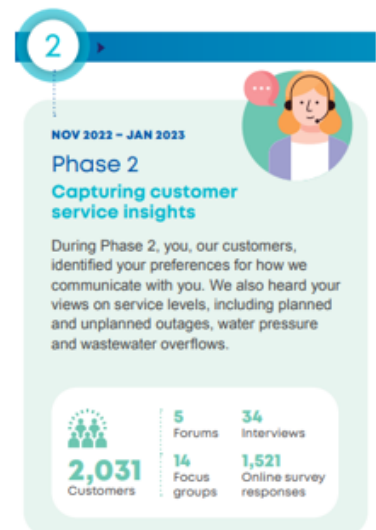 2
NOV 2022 – JAN 2023
Phase 2
Capturing customer
service insights
During Phase 2, you, our customers,
identified your preferences for how we
communicate with you. We also heard your
views on service levels, including planned
and unplanned outages, water pressure
and wastewater overflows.
2,031
Customers
5
Forums
34
Interviews
14
Focus
groups
1,521
Online survey
responses